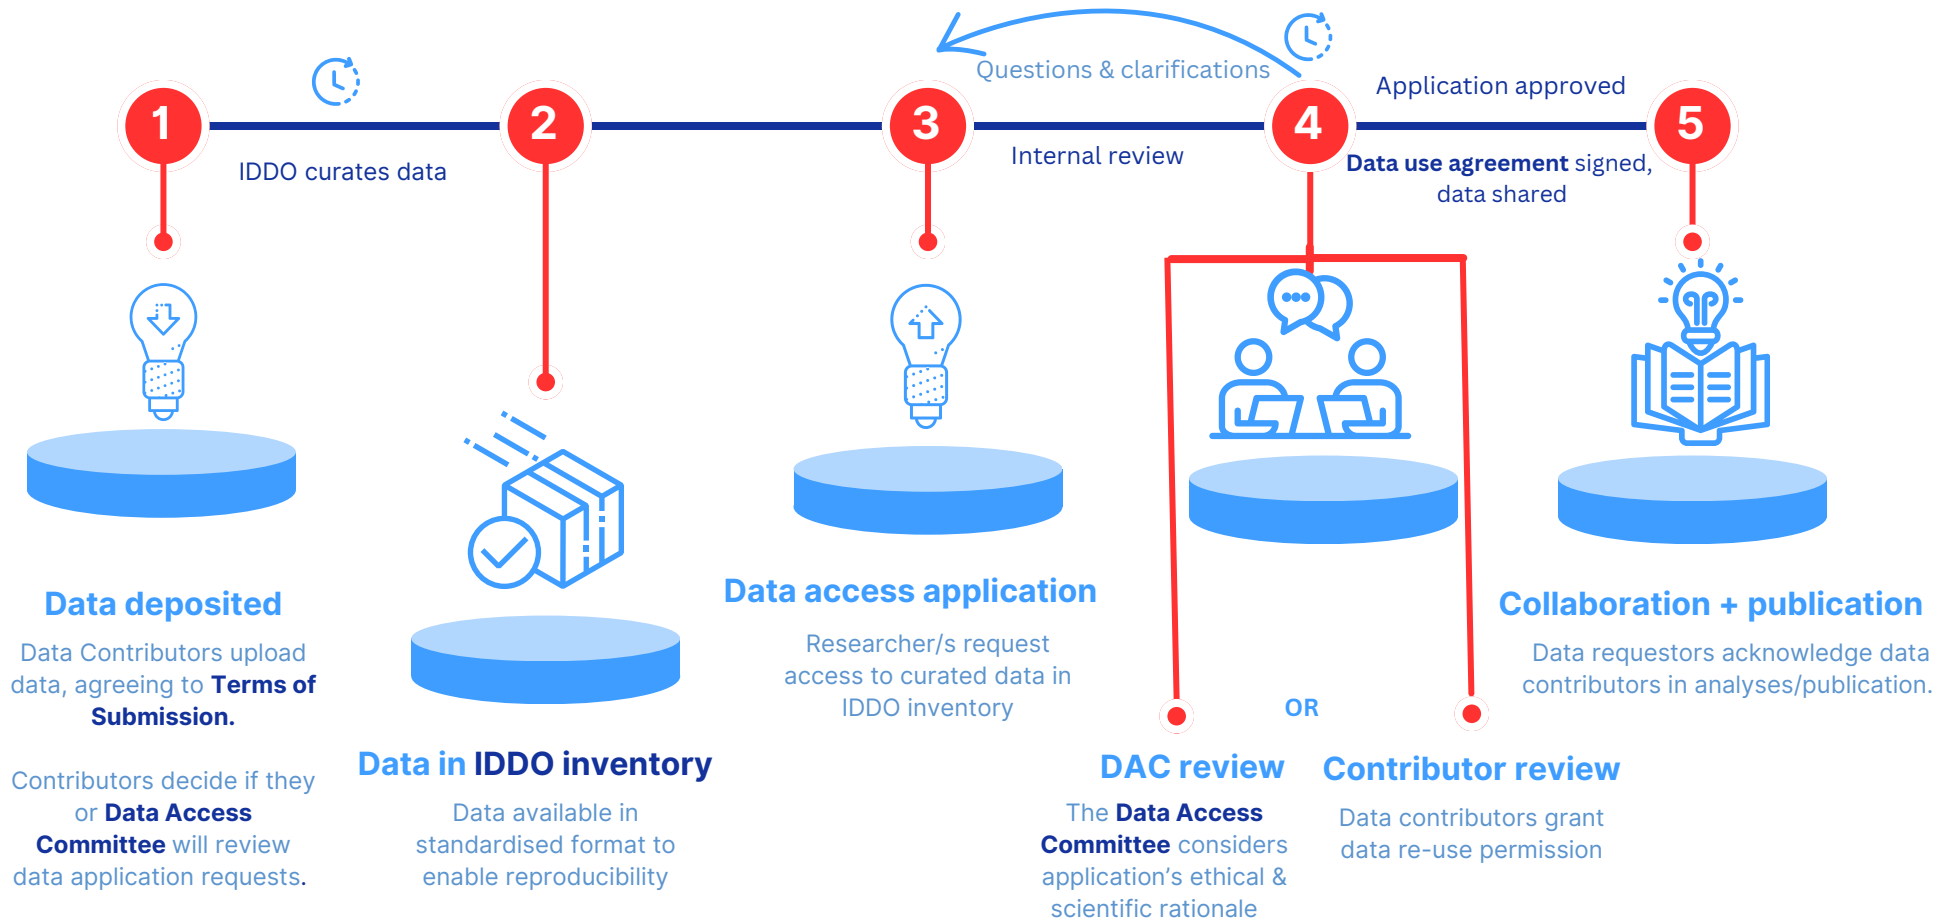 1
2
3
4
5
IDDO curates data
Questions & clarifications
Internal review
Application approved
Data use agreement signed,
data shared
Data deposited
Data Contributors upload
data, agreeing to Terms of
Submission.
Contributors decide if they
or Data Access
Committee will review
data application requests.
Data in IDDO inventory
Data available in
standardised format to
enable reproducibility
Data access application
Researcher/s request
access to curated data in
IDDO inventory
DAC review
The Data Access
Committee considers
application’s ethical &
scientific rationale
OR
Contributor review
Data contributors grant
data re-use permission
Collaboration + publication
Data requestors acknowledge data
contributors in analyses/publication.